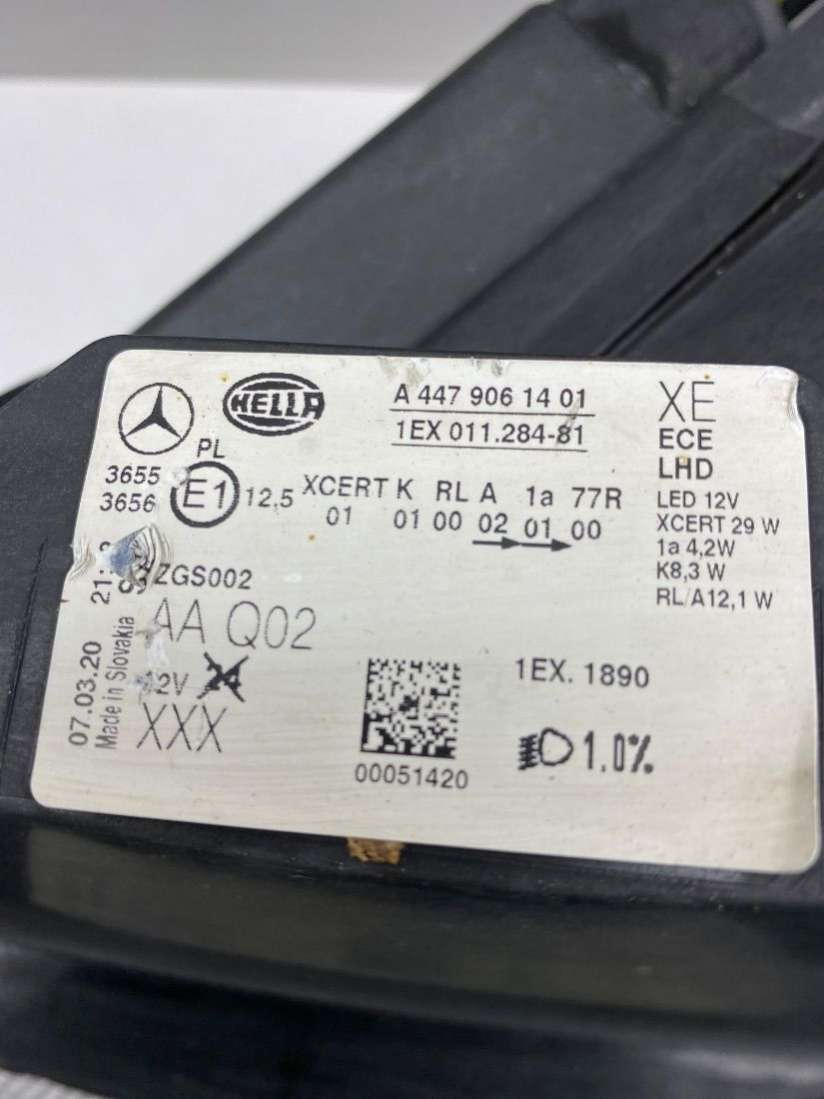 HELLA
A 447 906 14 01
1EX 011.284-81
XE
ECE
LHD
PL
3655
3656
E1
12,5
XCERT K RL A 1a 77R
01 01 00 02 01 00
LED 12V
XCERT 29 W
1a 4,2W
K8,3 W
RL/A12,1 W
ZGS002
AA Q02
12V 24
XXX
07.03.20
Made in Slovakia
1EX. 1890
1.0%
00051420